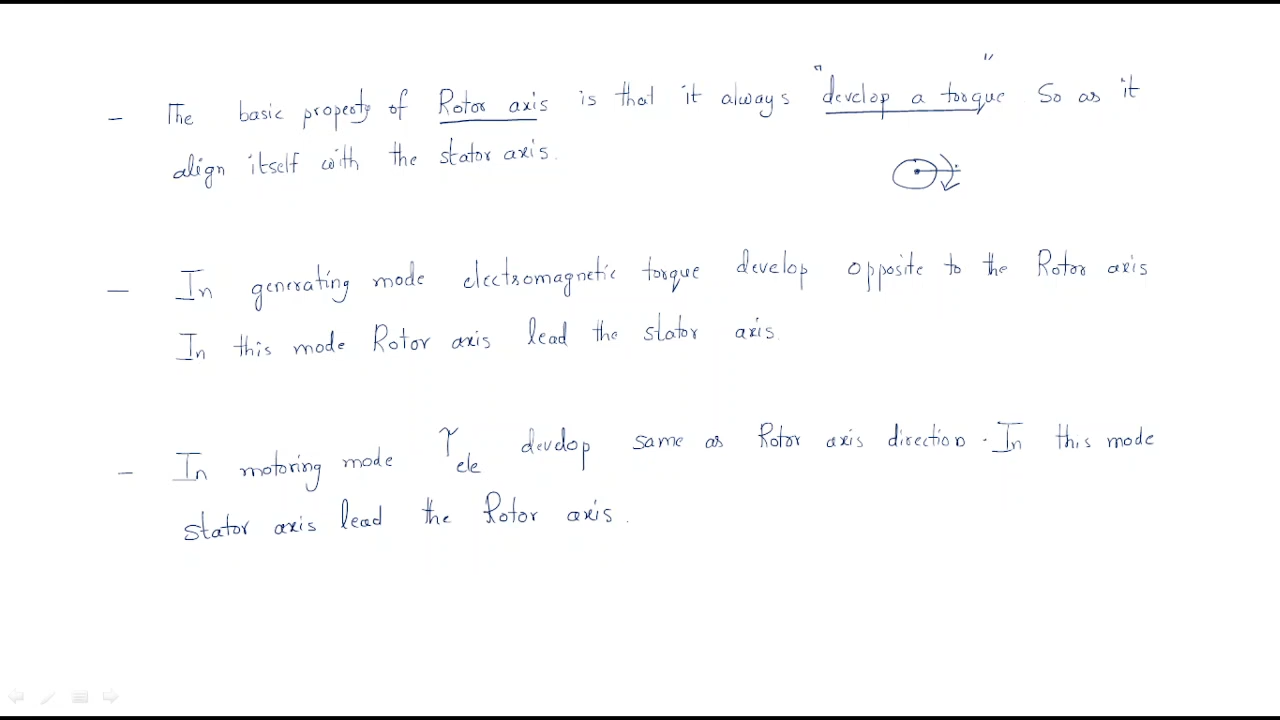 - The basic property of Rotor axis is that it always "develop a torque" So as it
align itself with the stator axis.
- In generating mode electromagnetic torque develop opposite to the Rotor axis
In this mode Rotor axis lead the stator axis.
- In motoring mode τele develop same as Rotor axis direction. In this mode
stator axis lead the Rotor axis.